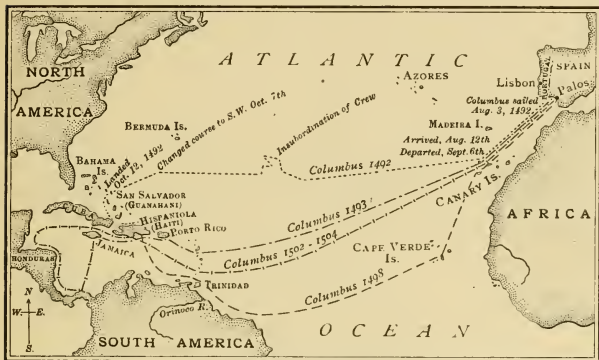 ATLANTIC
NORTH
AMERICA
AZORES
Lisbon
PORTUGAL
SPAIN
Palos
Columbus sailed
Aug. 3, 1492.
BERMUDA Is.
Changed course to S.W. Oct. 7th
Insubordination of Crew
MADEIRA I.
Arrived, Aug. 12th
Departed, Sept. 6th.
BAHAMA
Is.
Landed
Oct. 12, 1492
Columbus 1492
CANARY Is.
SAN SALVADOR
(GUANAHANI)
HISPANIOLA
(HAITI)
PORTO RICO
Columbus 1493
AFRICA
JAMAICA
Columbus 1502 - 1504
CAPE VERDE
Is.
HONDURAS
TRINIDAD
Columbus 1498
N
W. E.
S.
Orinoco R.
SOUTH AMERICA
OCEAN